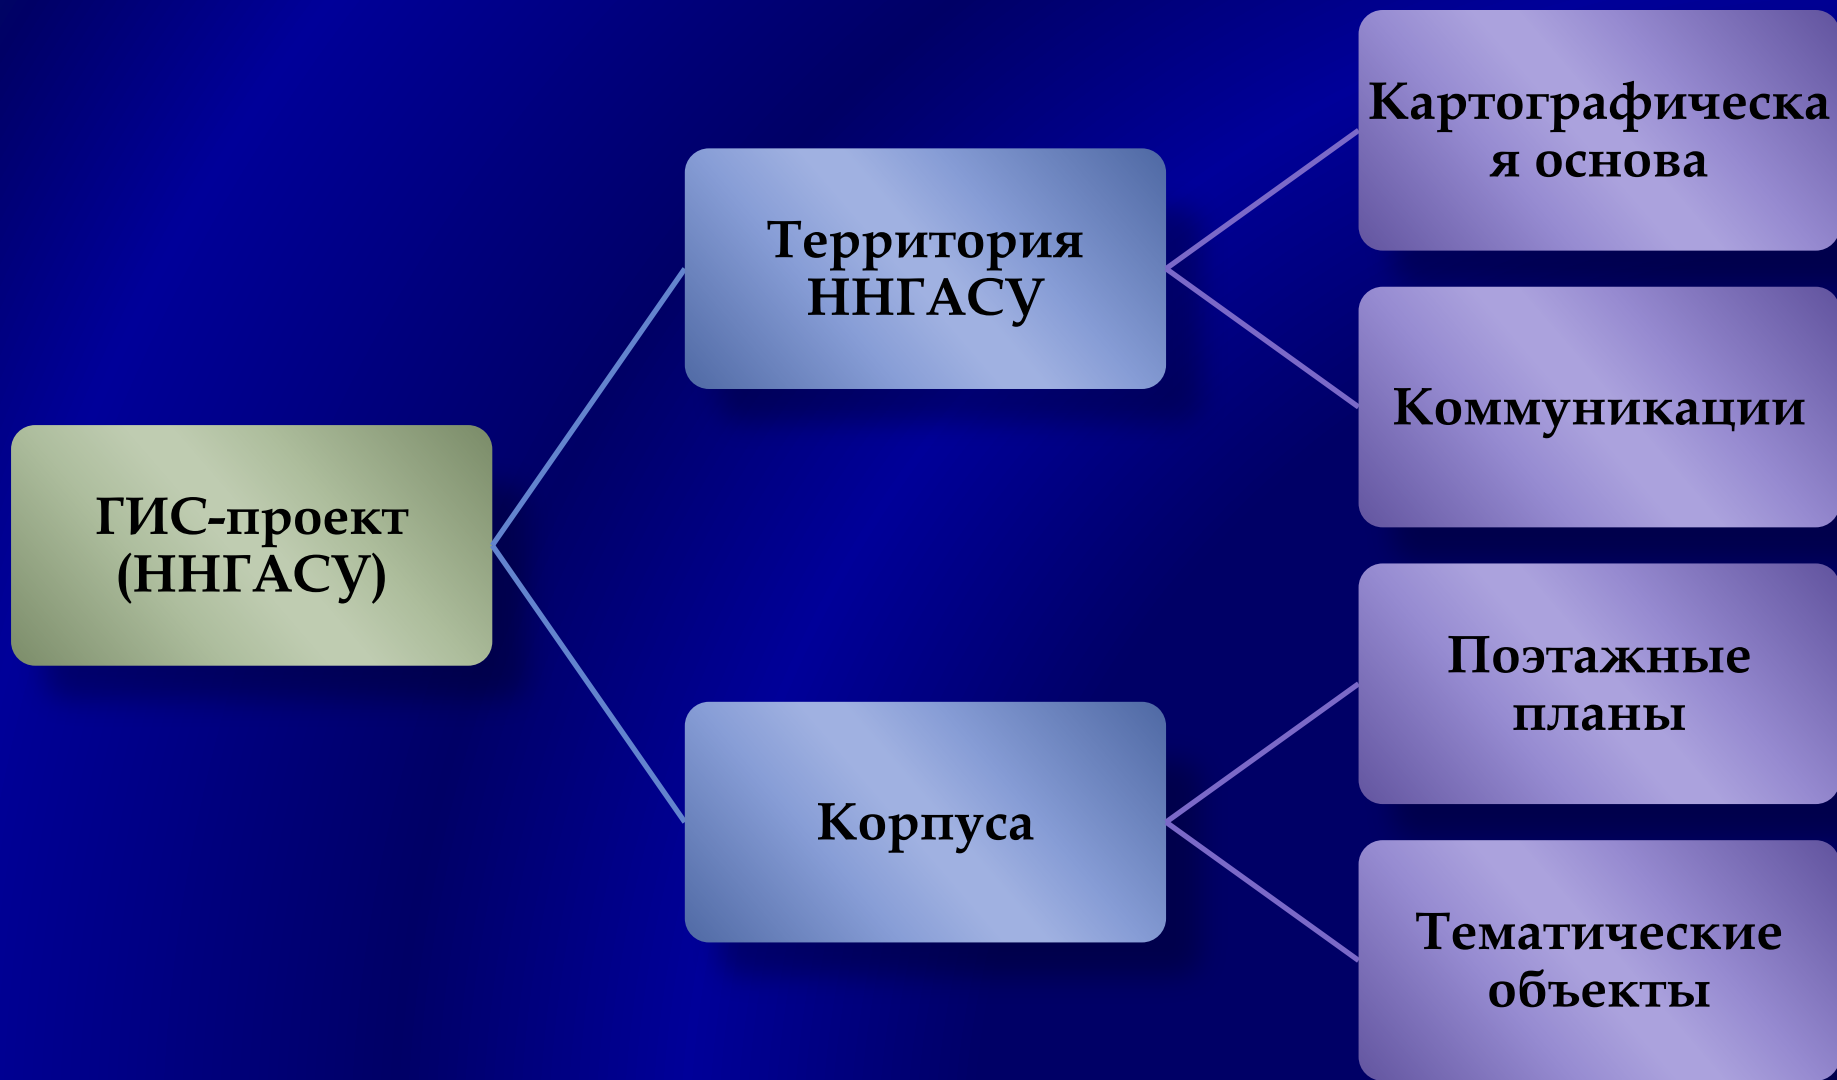 ГИС-проект
(ННГАСУ)
Территория
ННГАСУ
Картографическа
я основа
Коммуникации
Корпуса
Поэтажные
планы
Тематические
объекты